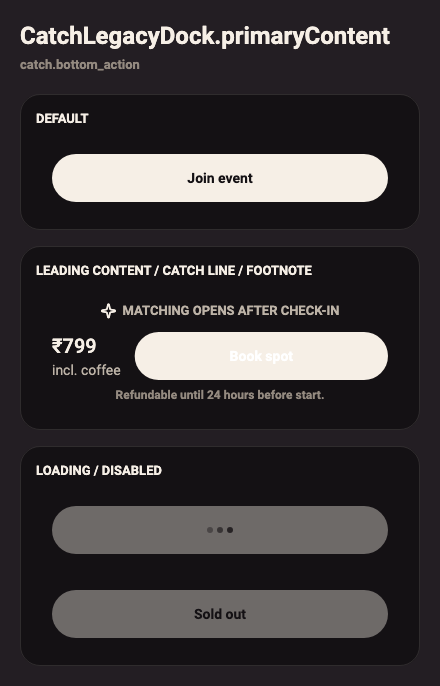 CatchLegacyDock.primaryContent
catch.bottom_action
DEFAULT
Join event
LEADING CONTENT / CATCH LINE / FOOTNOTE
MATCHING OPENS AFTER CHECK-IN
₹799
incl. coffee
Book spot
Refundable until 24 hours before start.
LOADING / DISABLED
Sold out